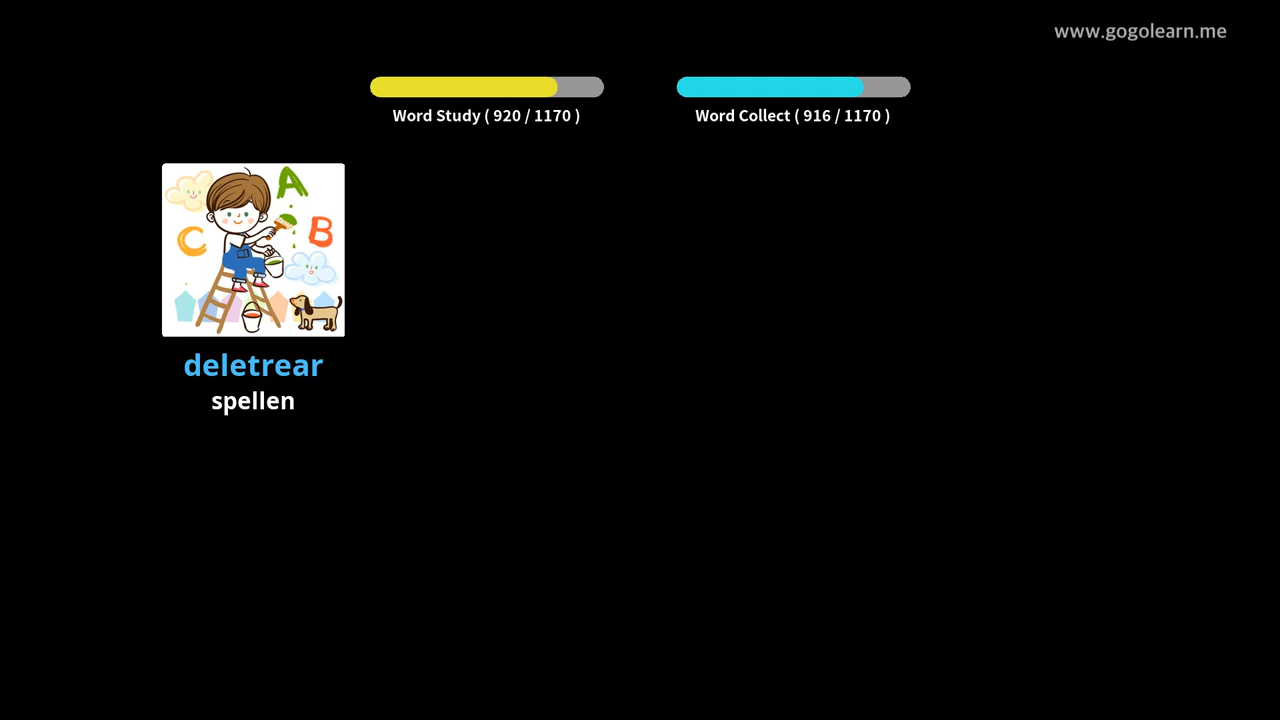 www.gogolearn.me
Word Study ( 920 / 1170 )
Word Collect ( 916 / 1170 )
A
B
C
deletrear
spellen